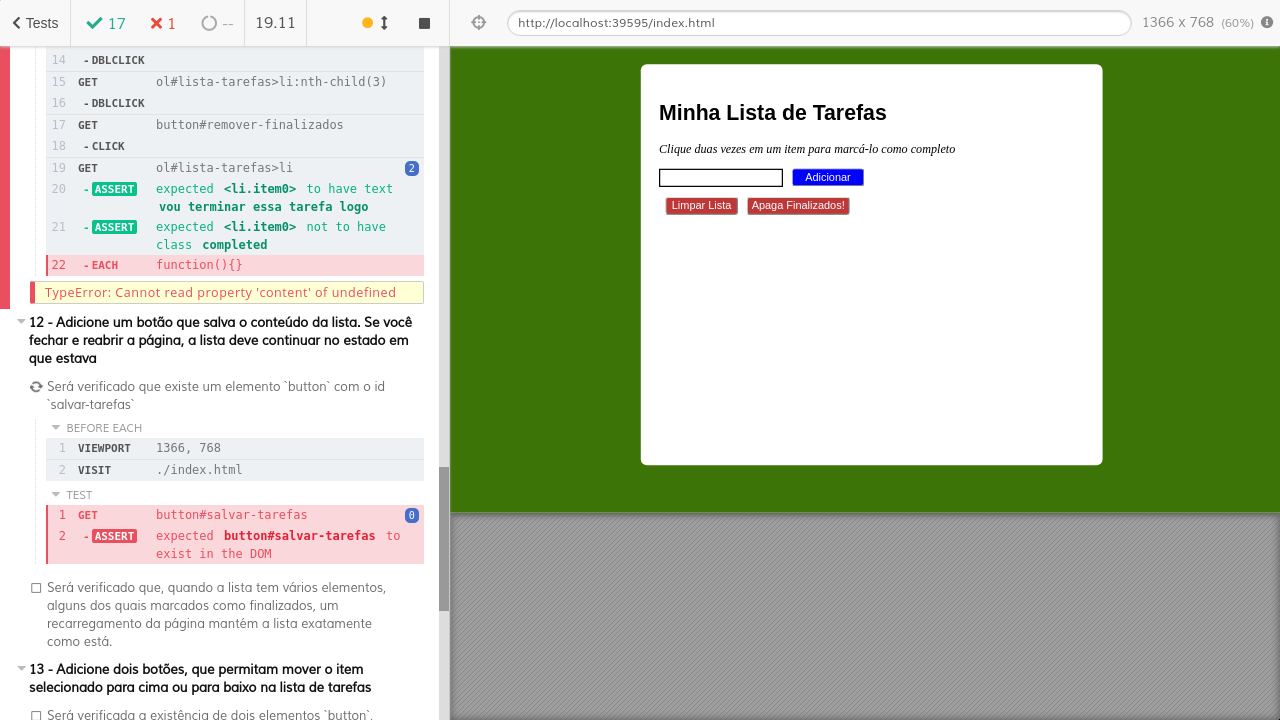 Tests 17 1 -- 19.11 http://localhost:39595/index.html 1366 x 768 (60%)
14 - DBLCLICK
15 GET ol#lista-tarefas>li:nth-child(3)
16 - DBLCLICK
17 GET button#remover-finalizados
18 - CLICK
19 GET ol#lista-tarefas>li 2
20 - ASSERT expected <li.item0> to have text
vou terminar essa tarefa logo
21 - ASSERT expected <li.item0> not to have
class completed
22 - EACH function(){}
TypeError: Cannot read property 'content' of undefined
12 - Adicione um botão que salva o conteúdo da lista. Se você
fechar e reabrir a página, a lista deve continuar no estado em
que estava
Será verificado que existe um elemento `button` com o id
`salvar-tarefas`
BEFORE EACH
1 VIEWPORT 1366, 768
2 VISIT ./index.html
TEST
1 GET button#salvar-tarefas 0
2 - ASSERT expected button#salvar-tarefas to
exist in the DOM
Será verificado que, quando a lista tem vários elementos,
alguns dos quais marcados como finalizados, um
recarregamento da página mantém a lista exatamente
como está.
13 - Adicione dois botões, que permitam mover o item
selecionado para cima ou para baixo na lista de tarefas
Será verificada a existência de dois elementos `button`,
Minha Lista de Tarefas
Clique duas vezes em um item para marcá-lo como completo
Adicionar
Limpar Lista Apaga Finalizados!